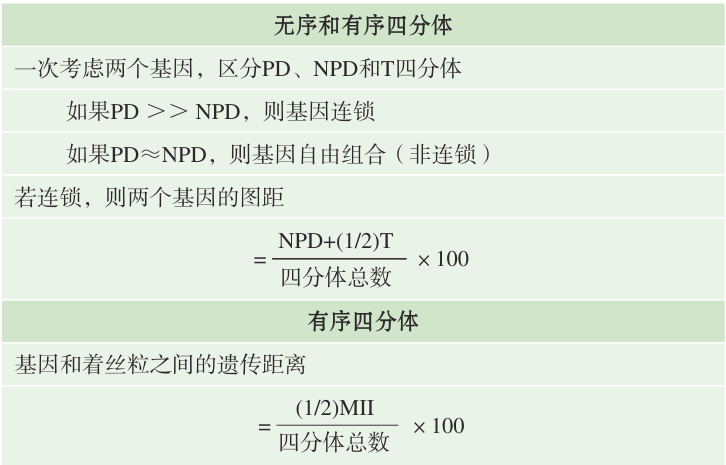 无序和有序四分体
一次考虑两个基因，区分PD、NPD和T四分体
如果PD >> NPD，则基因连锁
如果PD≈NPD，则基因自由组合（非连锁）
若连锁，则两个基因的图距
= NPD+(1/2)T / 四分体总数 × 100
有序四分体
基因和着丝粒之间的遗传距离
= (1/2)MII / 四分体总数 × 100